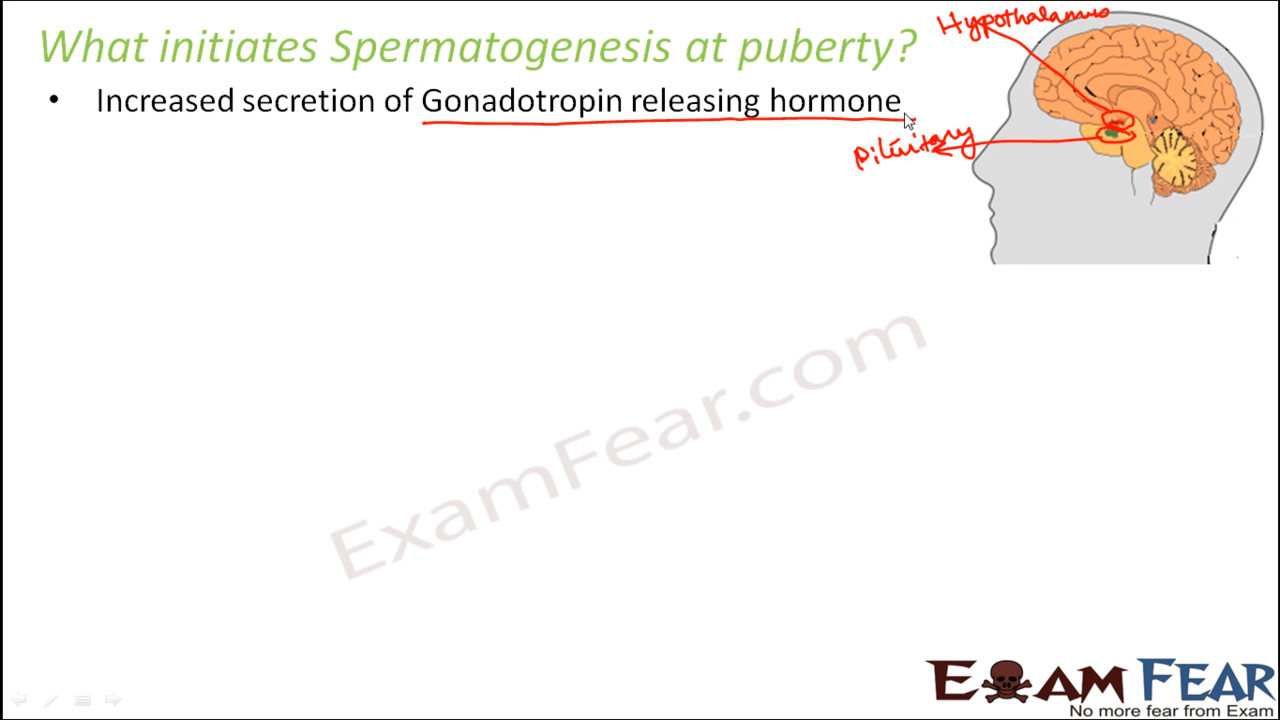 What initiates Spermatogenesis at puberty?
Hypothalamus
• Increased secretion of Gonadotropin releasing hormone
pituitary
ExamFear.com
EXAM FEAR
No more fear from Exam